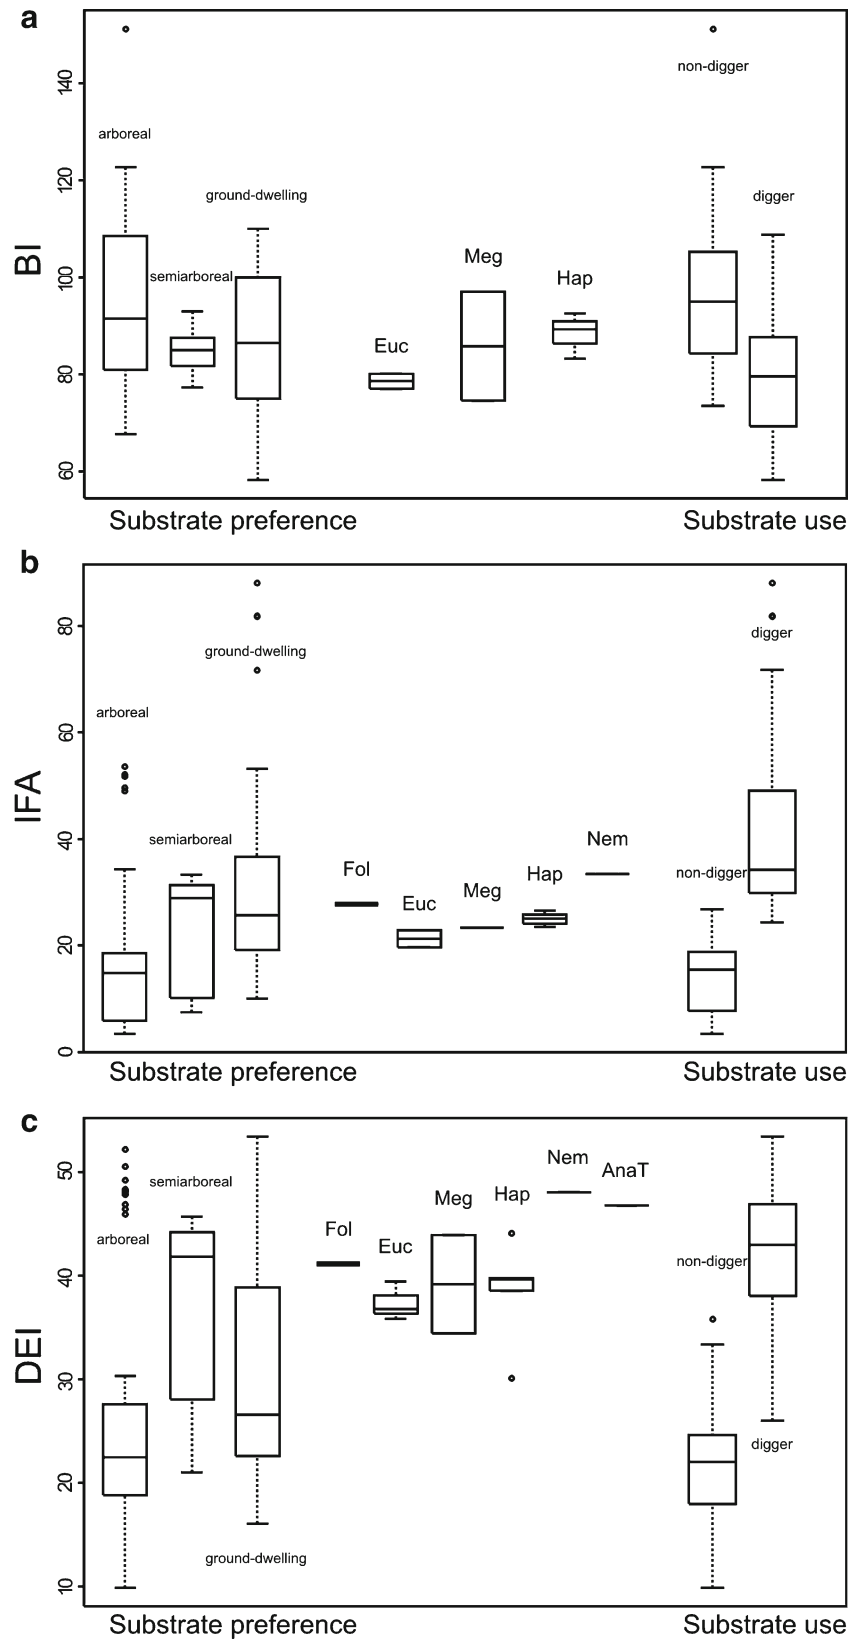 a
140
120
100
80
60
BI
arboreal
semiarboreal
ground-dwelling
Euc
Meg
Hap
non-digger
digger
Substrate preference
Substrate use
b
80
60
40
20
0
IFA
arboreal
semiarboreal
ground-dwelling
Fol
Euc
Meg
Hap
Nem
non-digger
digger
Substrate preference
Substrate use
c
50
40
30
20
10
DEI
arboreal
semiarboreal
ground-dwelling
Fol
Euc
Meg
Hap
Nem
AnaT
non-digger
digger
Substrate preference
Substrate use